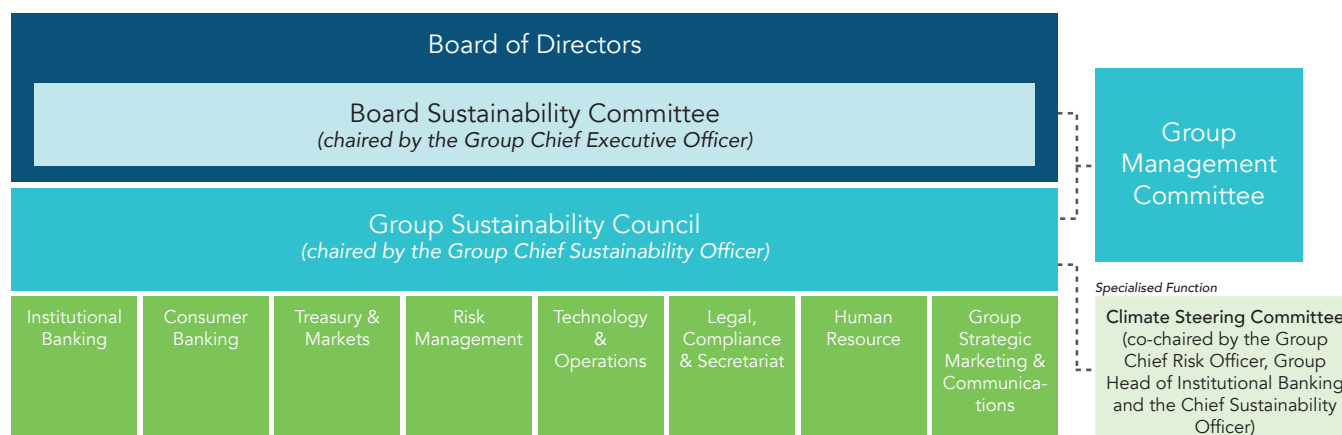 Board of Directors
Board Sustainability Committee
(chaired by the Group Chief Executive Officer)
Group
Management
Committee
Group Sustainability Council
(chaired by the Group Chief Sustainability Officer)
Institutional
Banking
Consumer
Banking
Treasury &
Markets
Risk
Management
Technology
&
Operations
Legal,
Compliance
& Secretariat
Human
Resource
Group
Strategic
Marketing &
Communica-
tions
Specialised Function
Climate Steering Committee
(co-chaired by the Group
Chief Risk Officer, Group
Head of Institutional Banking
and the Chief Sustainability
Officer)